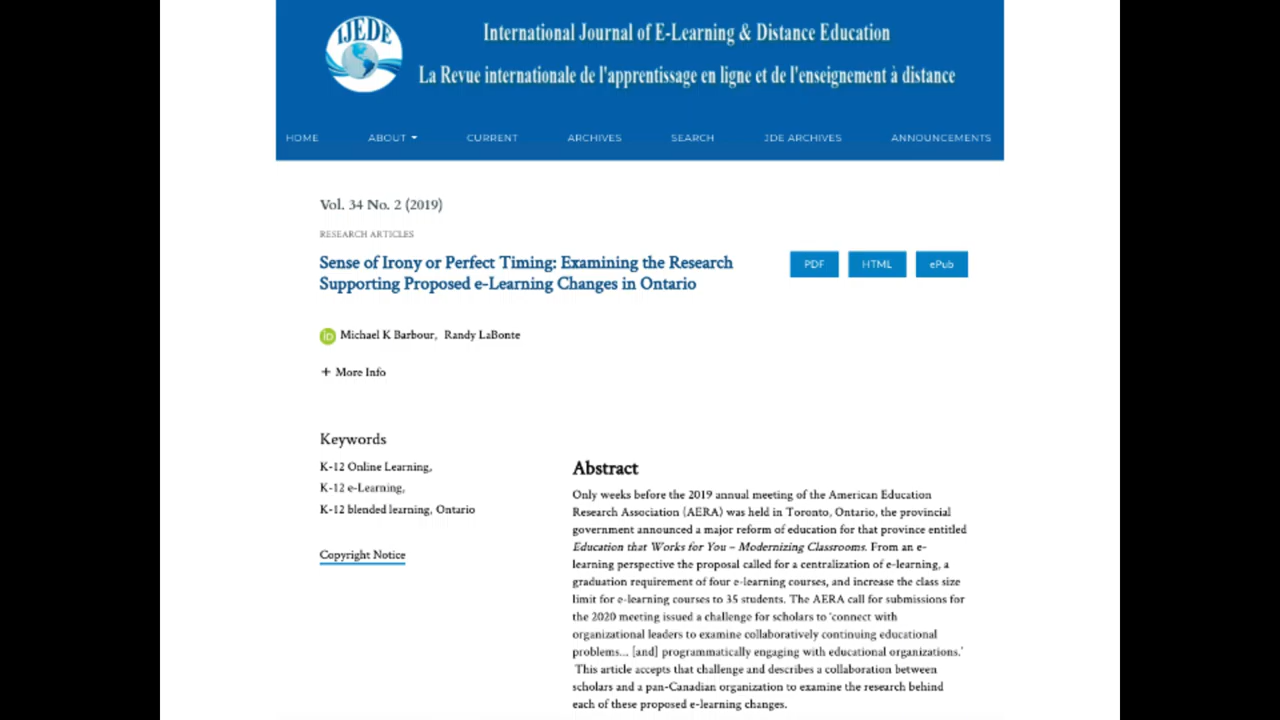 IJEDE
International Journal of E-Learning & Distance Education
La Revue internationale de l'apprentissage en ligne et de l'enseignement à distance
HOME ABOUT CURRENT ARCHIVES SEARCH JDE ARCHIVES ANNOUNCEMENTS
Vol. 34 No. 2 (2019)
RESEARCH ARTICLES
Sense of Irony or Perfect Timing: Examining the Research
Supporting Proposed e-Learning Changes in Ontario
PDF HTML ePub
iD Michael K Barbour, Randy LaBonte
+ More Info
Keywords
K-12 Online Learning,
K-12 e-Learning,
K-12 blended learning, Ontario
Copyright Notice
Abstract
Only weeks before the 2019 annual meeting of the American Education
Research Association (AERA) was held in Toronto, Ontario, the provincial
government announced a major reform of education for that province entitled
Education that Works for You – Modernizing Classrooms. From an e-
learning perspective the proposal called for a centralization of e-learning, a
graduation requirement of four e-learning courses, and increase the class size
limit for e-learning courses to 35 students. The AERA call for submissions for
the 2020 meeting issued a challenge for scholars to 'connect with
organizational leaders to examine collaboratively continuing educational
problems... [and] programmatically engaging with educational organizations.'
This article accepts that challenge and describes a collaboration between
scholars and a pan-Canadian organization to examine the research behind
each of these proposed e-learning changes.